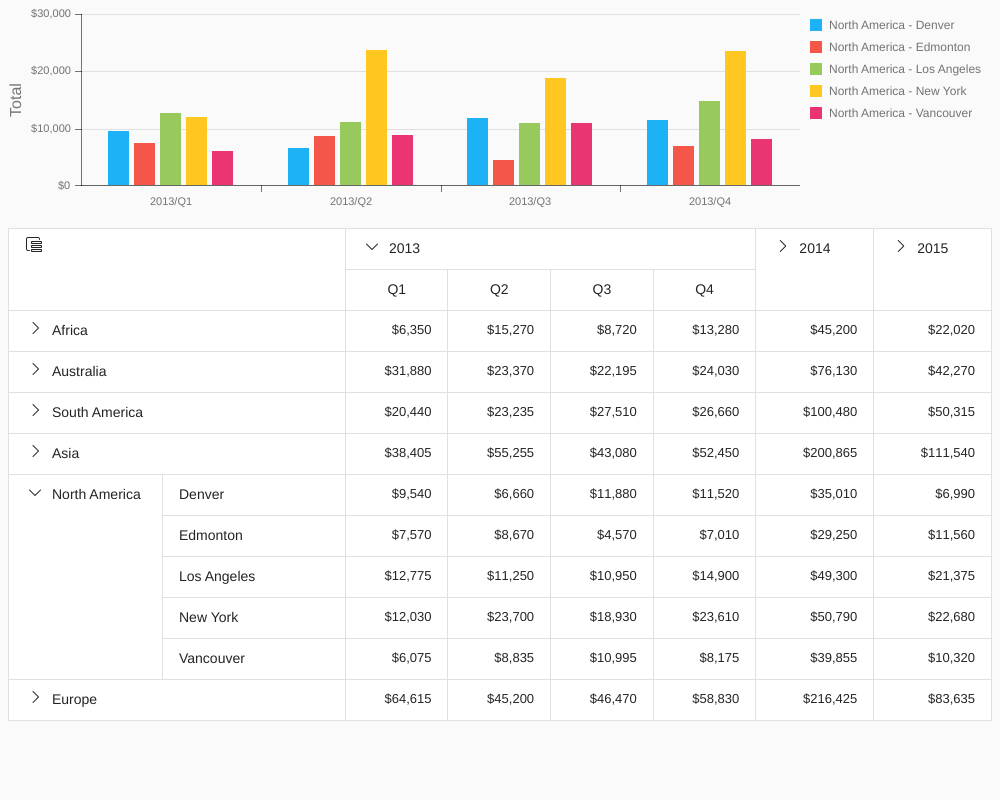 $30,000
$20,000
$10,000
$0
Total
2013/Q1 2013/Q2 2013/Q3 2013/Q4
North America - Denver
North America - Edmonton
North America - Los Angeles
North America - New York
North America - Vancouver
2013 2014 2015
Q1 Q2 Q3 Q4
Africa $6,350 $15,270 $8,720 $13,280 $45,200 $22,020
Australia $31,880 $23,370 $22,195 $24,030 $76,130 $42,270
South America $20,440 $23,235 $27,510 $26,660 $100,480 $50,315
Asia $38,405 $55,255 $43,080 $52,450 $200,865 $111,540
North America Denver $9,540 $6,660 $11,880 $11,520 $35,010 $6,990
Edmonton $7,570 $8,670 $4,570 $7,010 $29,250 $11,560
Los Angeles $12,775 $11,250 $10,950 $14,900 $49,300 $21,375
New York $12,030 $23,700 $18,930 $23,610 $50,790 $22,680
Vancouver $6,075 $8,835 $10,995 $8,175 $39,855 $10,320
Europe $64,615 $45,200 $46,470 $58,830 $216,425 $83,635